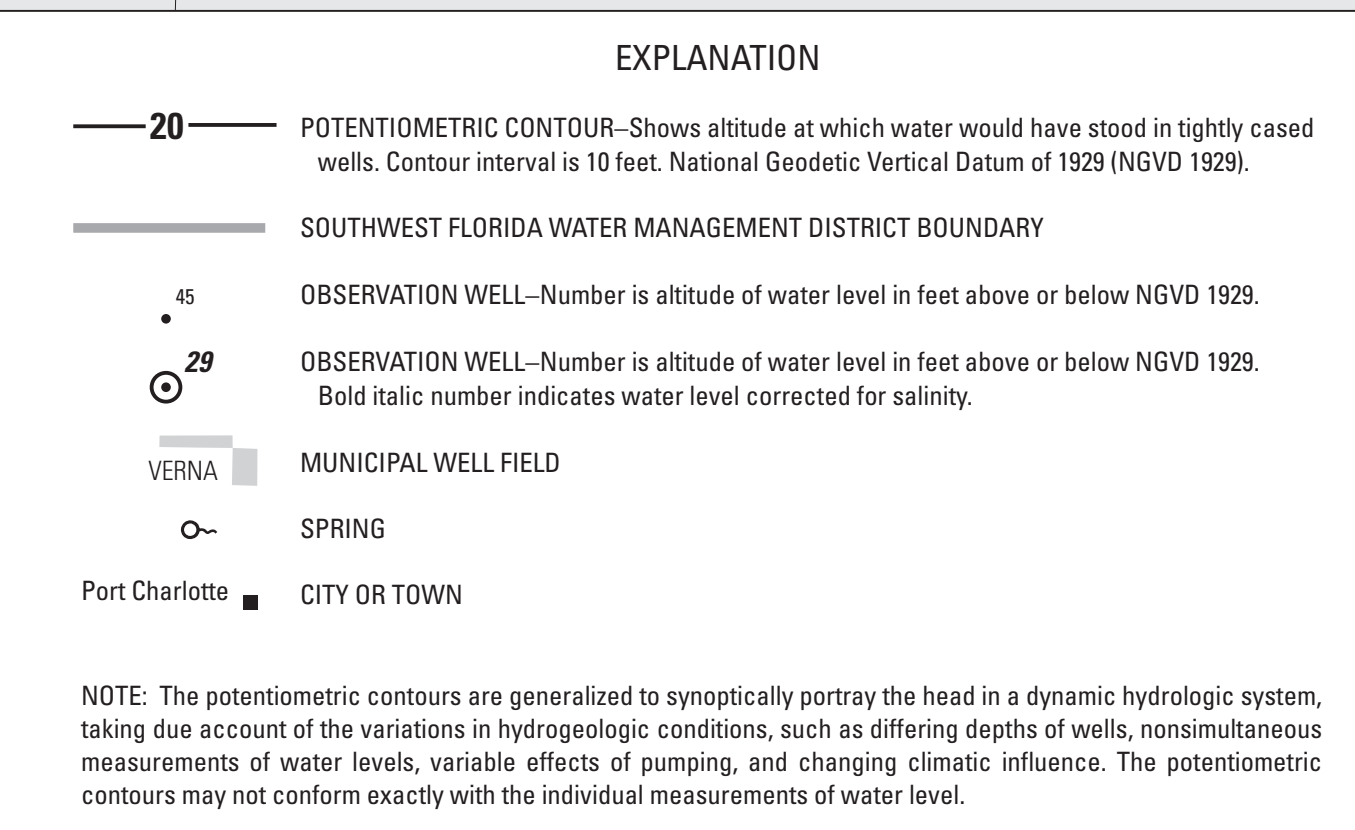 EXPLANATION
20 POTENTIOMETRIC CONTOUR–Shows altitude at which water would have stood in tightly cased
wells. Contour interval is 10 feet. National Geodetic Vertical Datum of 1929 (NGVD 1929).
SOUTHWEST FLORIDA WATER MANAGEMENT DISTRICT BOUNDARY
45 OBSERVATION WELL–Number is altitude of water level in feet above or below NGVD 1929.
29 OBSERVATION WELL–Number is altitude of water level in feet above or below NGVD 1929.
Bold italic number indicates water level corrected for salinity.
VERNA MUNICIPAL WELL FIELD
SPRING
Port Charlotte CITY OR TOWN
NOTE: The potentiometric contours are generalized to synoptically portray the head in a dynamic hydrologic system,
taking due account of the variations in hydrogeologic conditions, such as differing depths of wells, nonsimultaneous
measurements of water levels, variable effects of pumping, and changing climatic influence. The potentiometric
contours may not conform exactly with the individual measurements of water level.